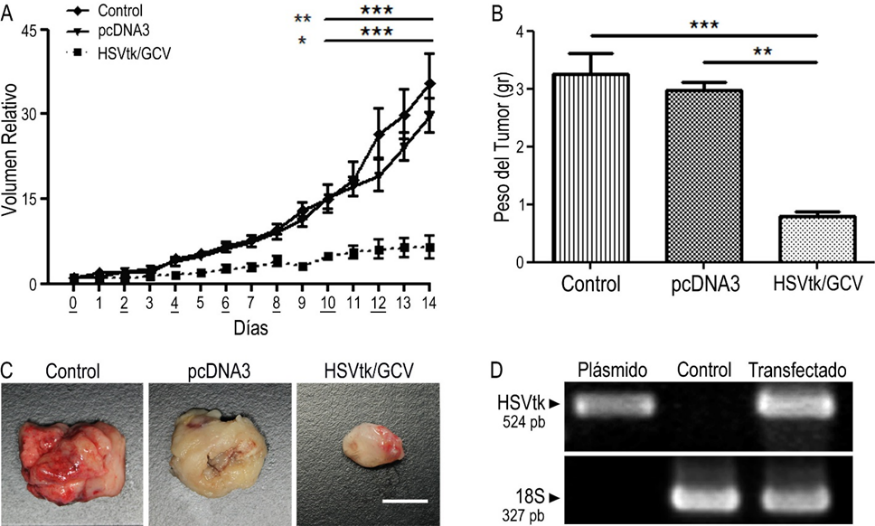 A
Control
pcDNA3
HSVtk/GCV
** ***
* ***
Volumen Relativo
45
30
15
0
0 1 2 3 4 5 6 7 8 9 10 11 12 13 14
Días
B
***
**
Peso del Tumor (gr)
4
3
2
1
0
Control pcDNA3 HSVtk/GCV
C
Control pcDNA3 HSVtk/GCV
D
Plásmido Control Transfectado
HSVtk
524 pb
18S
327 pb